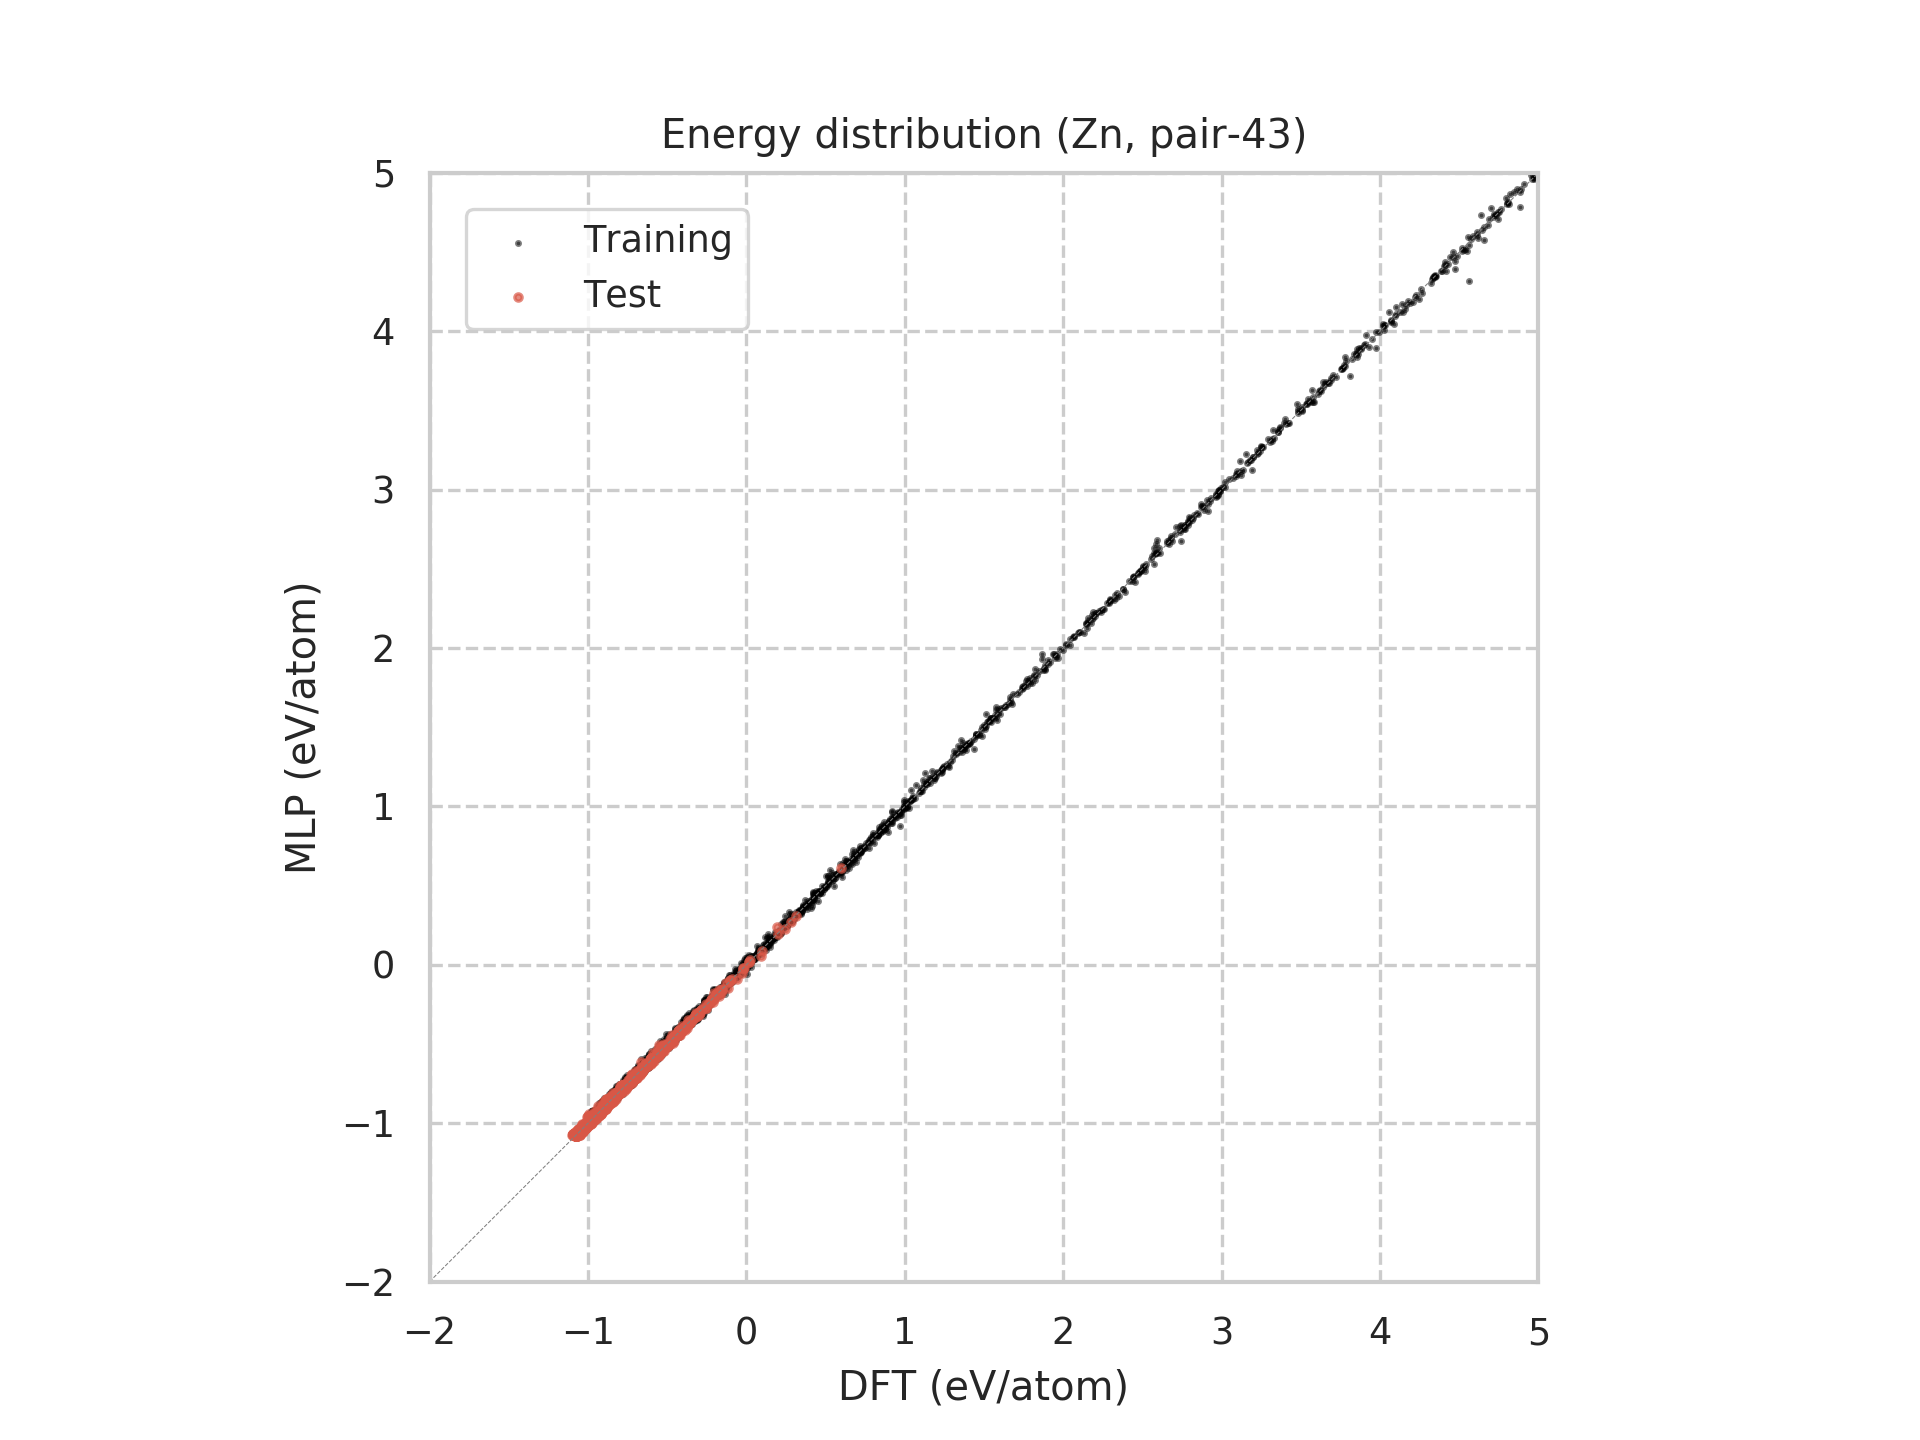 Energy distribution (Zn, pair-43)
Training
Test
5
4
3
2
1
0
−1
−2
MLP (eV/atom)
−2 −1 0 1 2 3 4 5
DFT (eV/atom)